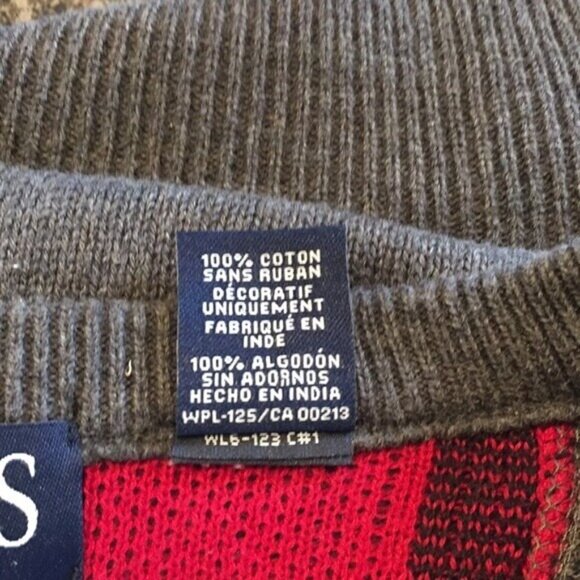 100% COTON
SANS RUBAN
DÉCORATIF
UNIQUEMENT
FABRIQUÉ EN
INDE
100% ALGODÓN
SIN ADORNOS
HECHO EN INDIA
WPL-125/CA 00213
WL6-123 C#1
S